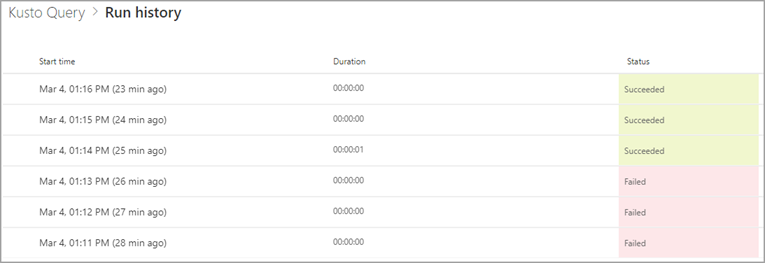 Kusto Query > Run history
Start time Duration Status
Mar 4, 01:16 PM (23 min ago) 00:00:00 Succeeded
Mar 4, 01:15 PM (24 min ago) 00:00:00 Succeeded
Mar 4, 01:14 PM (25 min ago) 00:00:01 Succeeded
Mar 4, 01:13 PM (26 min ago) 00:00:00 Failed
Mar 4, 01:12 PM (27 min ago) 00:00:00 Failed
Mar 4, 01:11 PM (28 min ago) 00:00:00 Failed